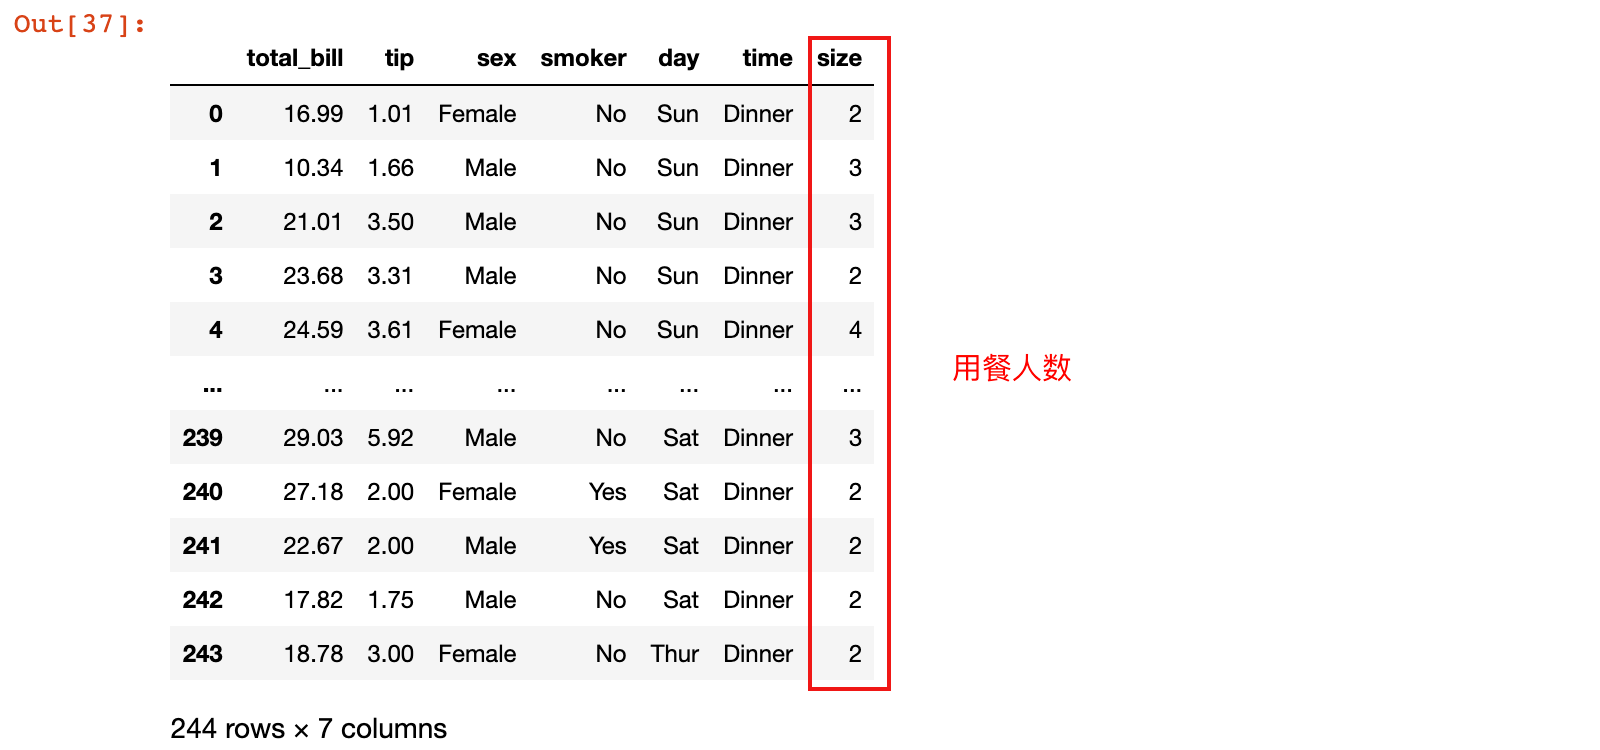 Out[37]:
total_bill tip sex smoker day time size
0 16.99 1.01 Female No Sun Dinner 2
1 10.34 1.66 Male No Sun Dinner 3
2 21.01 3.50 Male No Sun Dinner 3
3 23.68 3.31 Male No Sun Dinner 2
4 24.59 3.61 Female No Sun Dinner 4
... ... ... ... ... ... ... ...
用餐人数
239 29.03 5.92 Male No Sat Dinner 3
240 27.18 2.00 Female Yes Sat Dinner 2
241 22.67 2.00 Male Yes Sat Dinner 2
242 17.82 1.75 Male No Sat Dinner 2
243 18.78 3.00 Female No Thur Dinner 2
244 rows × 7 columns